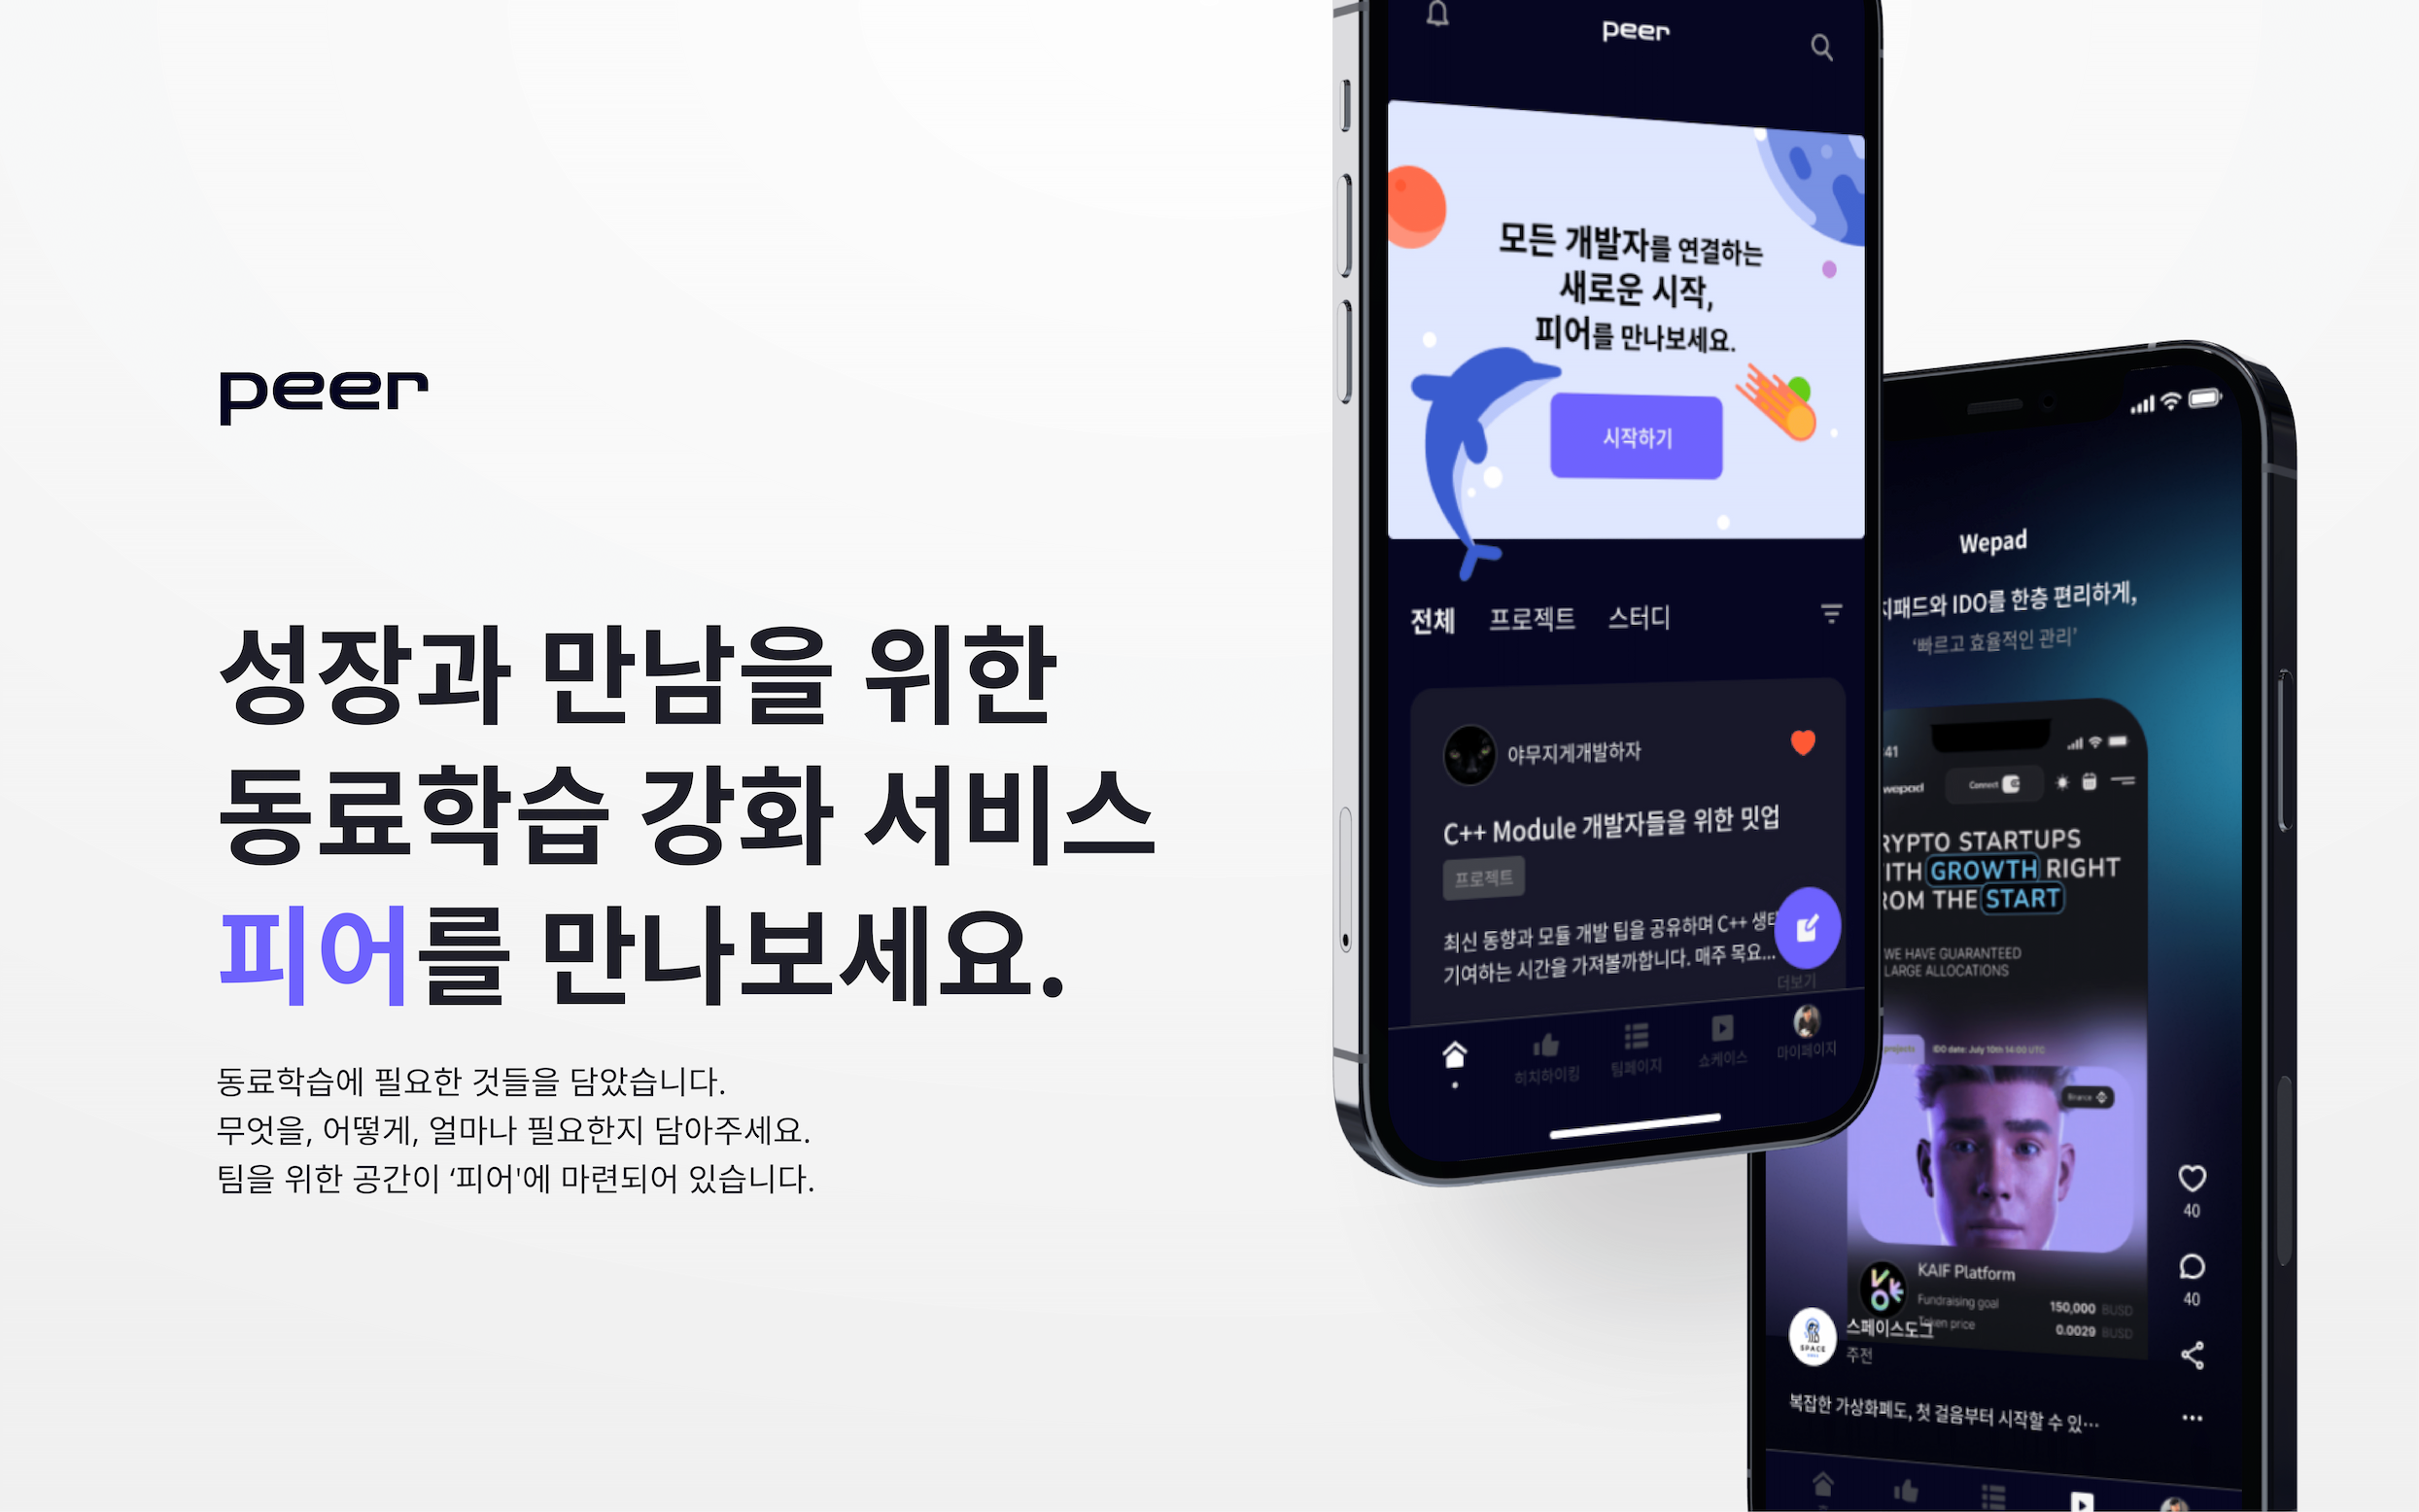 peer
성장과 만남을 위한
동료학습 강화 서비스
피어를 만나보세요.
동료학습에 필요한 것들을 담았습니다.
무엇을, 어떻게, 얼마나 필요한지 담아주세요.
팀을 위한 공간이 ‘피어'에 마련되어 있습니다.
peer
모든 개발자를 연결하는
새로운 시작,
피어를 만나보세요.
시작하기
전체 프로젝트 스터디
야무지게개발하자
C++ Module 개발자들을 위한 밋업
프로젝트
최신 동향과 모듈 개발 팁을 공유하며 C++ 생태
기여하는 시간을 가져볼까합니다. 매주 목요...
더보기
히치하이킹 팀페이지 쇼케이스 마이페이지
Wepad
치패드와 IDO를 한층 편리하게,
‘빠르고 효율적인 관리’
41
wepad Connect
RYPTO STARTUPS
ITH GROWTH RIGHT
ROM THE START
WE HAVE GUARANTEED
LARGE ALLOCATIONS
projects IDO date: July 10th 14:00 UTC
Binance
KAIF Platform
Fundraising goal 150,000 BUSD
Token price 0.0029 BUSD
40
40
SPACE
스페이스도그
주전
복잡한 가상화폐도, 첫 걸음부터 시작할 수 있···